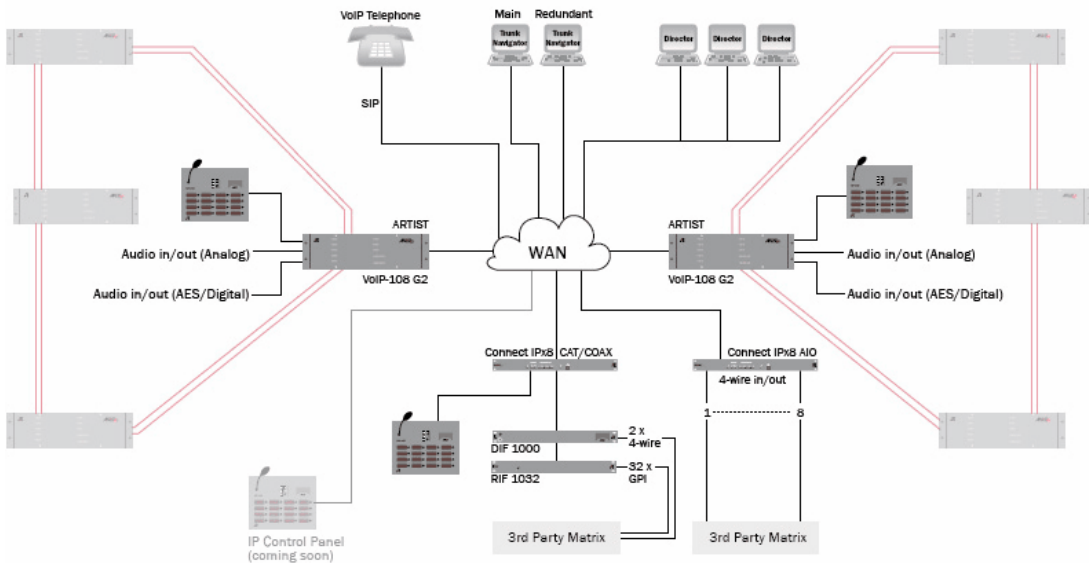 VoIP Telephone
Main
Redundant
Trunk
Navigator
Trunk
Navigator
Director
Director
Director
SIP
ARTIST
Audio in/out (Analog)
Audio in/out (AES/Digital)
VoIP-108 G2
WAN
ARTIST
VoIP-108 G2
Audio in/out (Analog)
Audio in/out (AES/Digital)
Connect IPx8 CAT/COAX
Connect IPx8 AIO
4-wire in/out
1
8
2 x
4-wire
DIF 1000
32 x
GPI
RIF 1032
IP Control Panel
(coming soon)
3rd Party Matrix
3rd Party Matrix